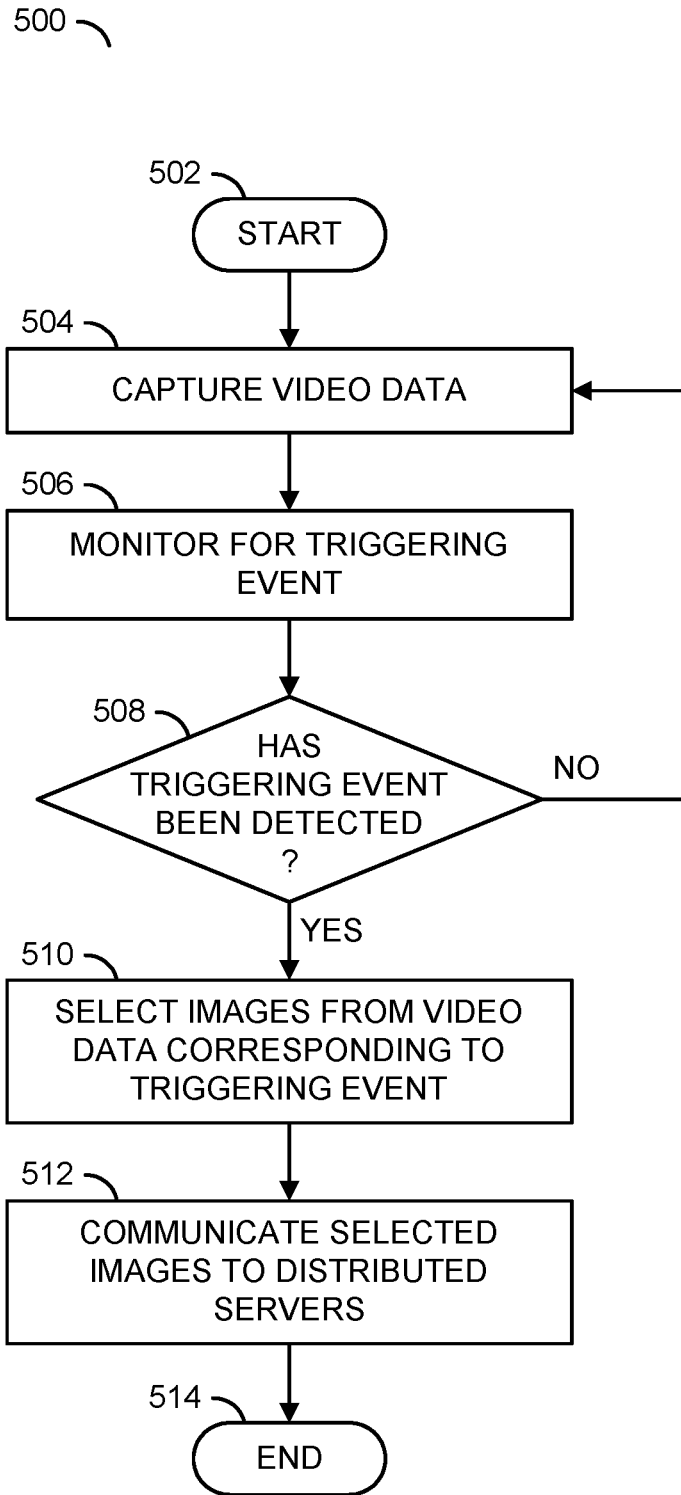 500
502
START
504
CAPTURE VIDEO DATA
506
MONITOR FOR TRIGGERING
EVENT
508
HAS
TRIGGERING EVENT
BEEN DETECTED
?
NO
YES
510
SELECT IMAGES FROM VIDEO
DATA CORRESPONDING TO
TRIGGERING EVENT
512
COMMUNICATE SELECTED
IMAGES TO DISTRIBUTED
SERVERS
514
END